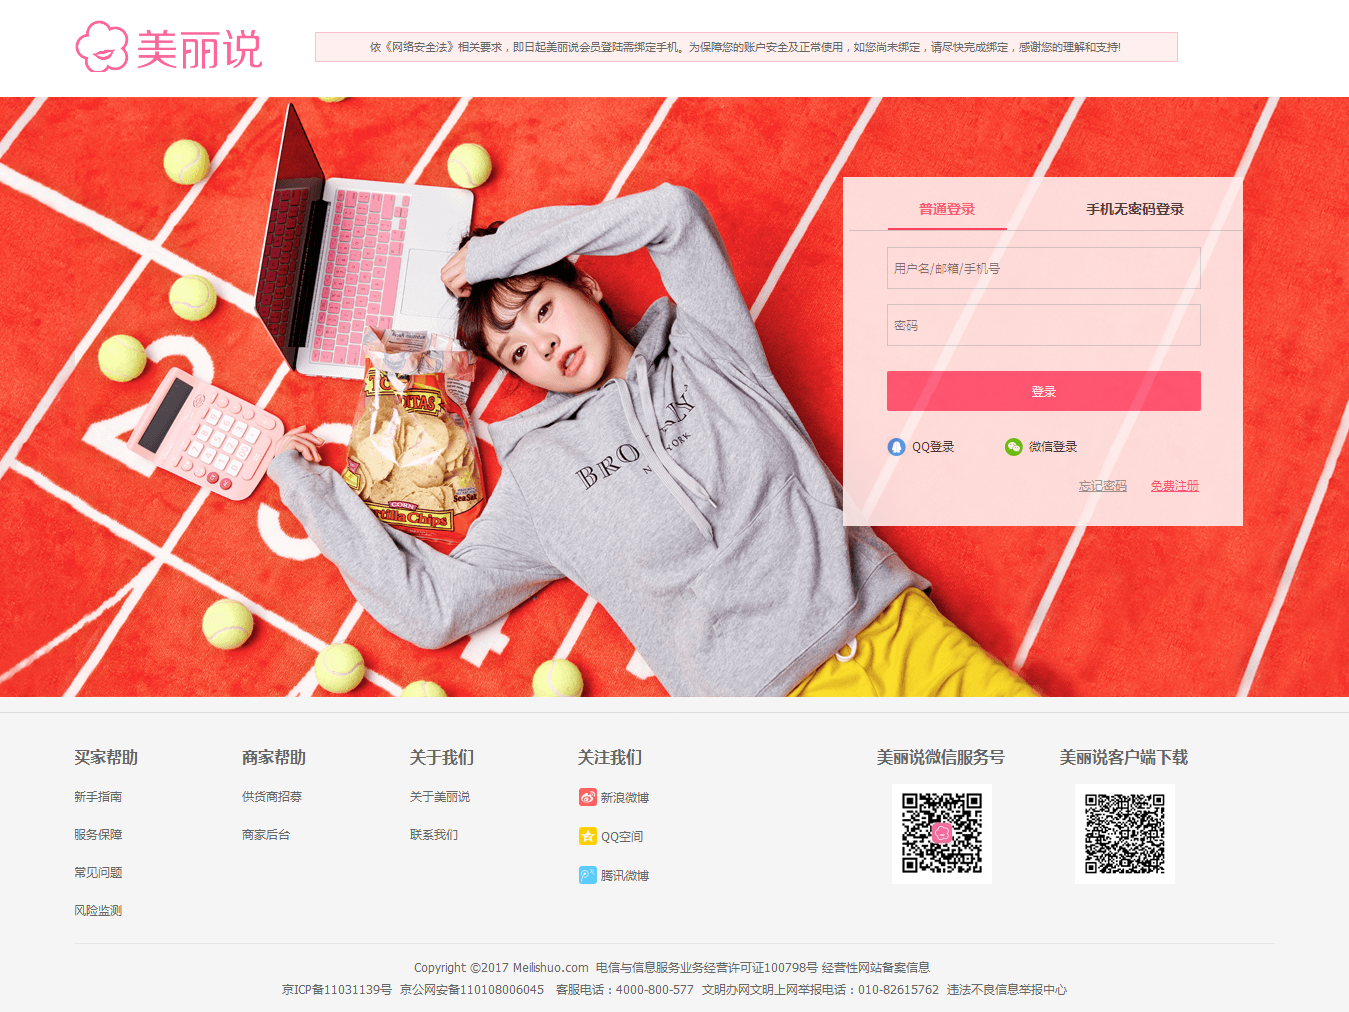 美丽说
依《网络安全法》相关要求，即日起美丽说会员登陆需绑定手机。为保障您的账户安全及正常使用，如您尚未绑定，请尽快完成绑定，感谢您的理解和支持!
普通登录 手机无密码登录
用户名/邮箱/手机号
密码
登录
QQ登录 微信登录
忘记密码 免费注册
BRO LY
N YORK
CORN
tilla Chips
Sea Salt
买家帮助
新手指南
服务保障
常见问题
风险监测
商家帮助
供货商招募
商家后台
关于我们
关于美丽说
联系我们
关注我们
新浪微博
QQ空间
腾讯微博
美丽说微信服务号
美丽说客户端下载
Copyright ©2017 Meilishuo.com 电信与信息服务业务经营许可证100798号 经营性网站备案信息
京ICP备11031139号 京公网安备110108006045 客服电话：4000-800-577 文明办网文明上网举报电话：010-82615762 违法不良信息举报中心